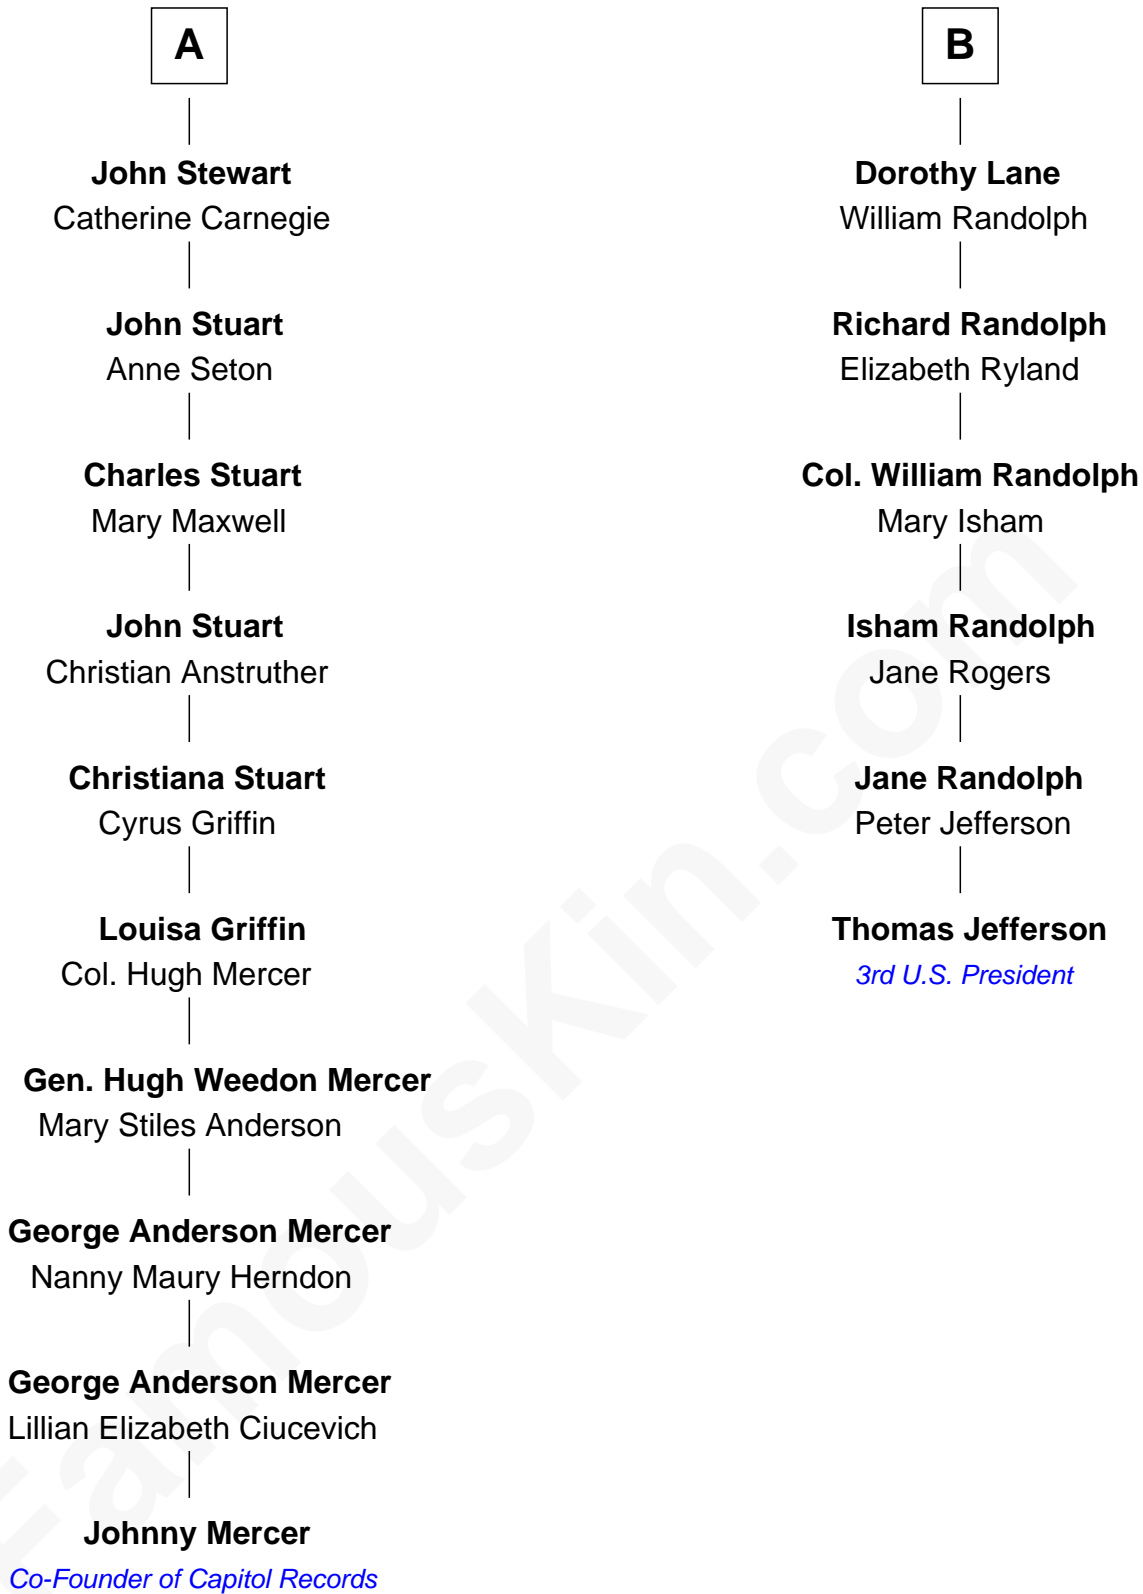 A
John Stewart
Catherine Carnegie
John Stuart
Anne Seton
Charles Stuart
Mary Maxwell
John Stuart
Christian Anstruther
Christiana Stuart
Cyrus Griffin
Louisa Griffin
Col. Hugh Mercer
Gen. Hugh Weedon Mercer
Mary Stiles Anderson
George Anderson Mercer
Nanny Maury Herndon
George Anderson Mercer
Lillian Elizabeth Ciucevich
Johnny Mercer
Co-Founder of Capitol Records
B
Dorothy Lane
William Randolph
Richard Randolph
Elizabeth Ryland
Col. William Randolph
Mary Isham
Isham Randolph
Jane Rogers
Jane Randolph
Peter Jefferson
Thomas Jefferson
3rd U.S. President
FamousKin.com